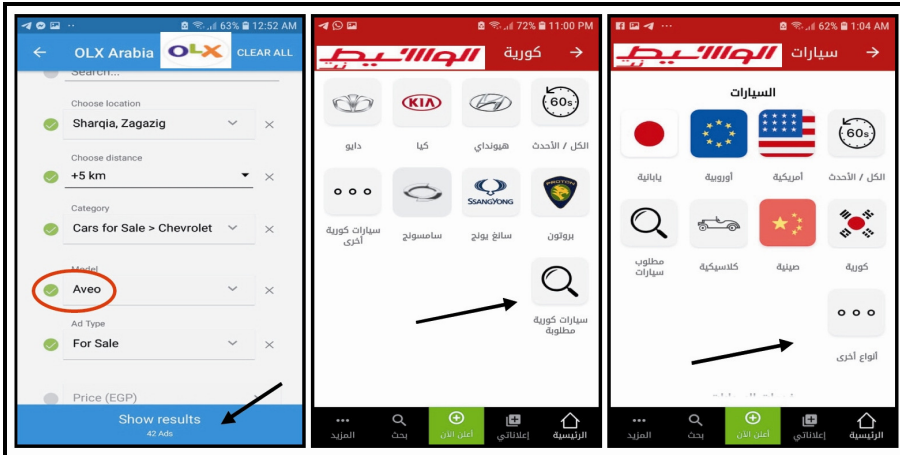 63% 12:52 AM
OLX Arabia OLX CLEAR ALL
Search...
Choose location
Sharqia, Zagazig
Choose distance
+5 km
Category
Cars for Sale > Chevrolet
Model
Aveo
Ad Type
For Sale
Price (EGP)
Show results
42 Ads
72% 11:00 PM
كورية الوسيط نت
60s
KIA
الكل / الأحدث هيونداي كيا دايو
PROTON
SSANGYONG
بروتون سانغ يونج سامسونج سيارات كورية أخرى
سيارات كورية
مطلوبة
الرئيسية إعلاناتي أعلن الآن بحث المزيد
62% 1:04 AM
سيارات الوسيط نت
السيارات
60s
الكل / الأحدث أمريكية أوروبية يابانية
كورية صينية كلاسيكية مطلوب سيارات
أنواع أخرى
الرئيسية إعلاناتي أعلن الآن بحث المزيد